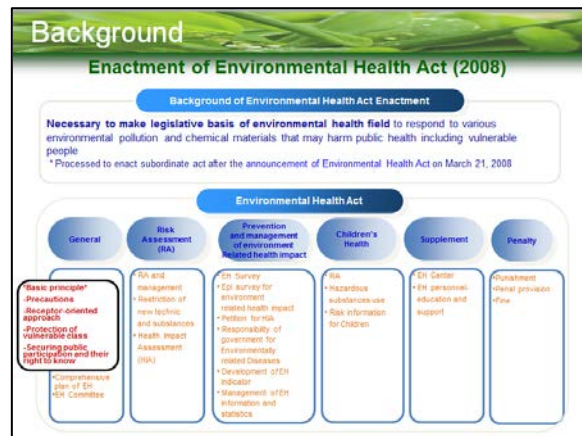 Background
Enactment of Environmental Health Act (2008)
Background of Environmental Health Act Enactment
Necessary to make legislative basis of environmental health field to respond to various
environmental pollution and chemical materials that may harm public health including vulnerable
people
* Processed to enact subordinate act after the announcement of Environmental Health Act on March 21, 2008
Environmental Health Act
General
*Basic principle*
-Precautions
-Receptor-oriented
approach
-Protection of
vulnerable class
-Securing public
participation and their
right to know
•Comprehensive
plan of EH
•EH Committee
Risk
Assessment
(RA)
• RA and
management
• Restriction of
new technic
and substances
• Health Impact
Assessment
(HIA)
Prevention
and management
of environment
Related health impact
• EH Survey
• Epi survey for
environment
related health impact
• Petition for HIA
• Responsibility of
government for
Environmentally
related Diseases
• Development of EH
indicator
• Management of EH
information and
statistics
Children's
Health
• RA
• Hazardous
substances use
• Risk information
for Children
Supplement
• EH Center
• EH personnel-
education and
support
Penalty
•Punishment
•Penal provision